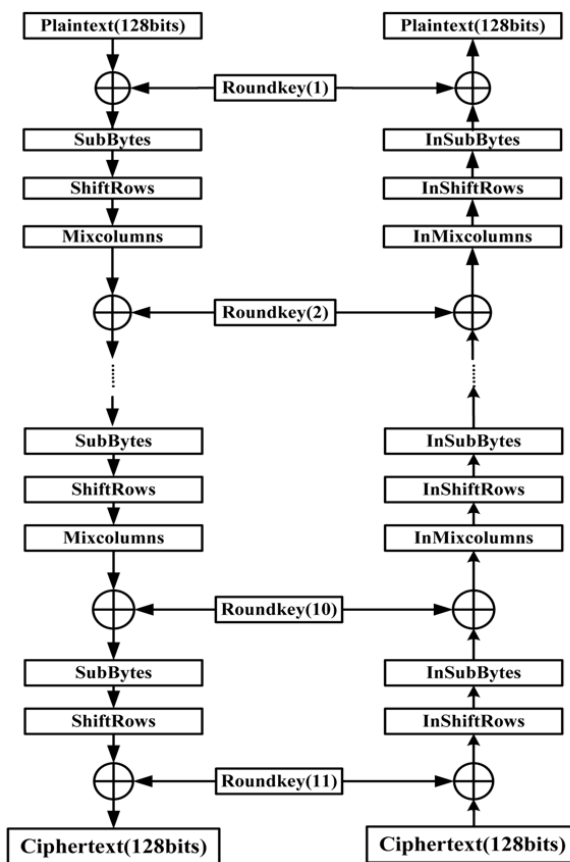 Plaintext(128bits)
Plaintext(128bits)
Roundkey(1)
SubBytes
InSubBytes
ShiftRows
InShiftRows
Mixcolumns
InMixcolumns
Roundkey(2)
SubBytes
InSubBytes
ShiftRows
InShiftRows
Mixcolumns
InMixcolumns
Roundkey(10)
SubBytes
InSubBytes
ShiftRows
InShiftRows
Roundkey(11)
Ciphertext(128bits)
Ciphertext(128bits)